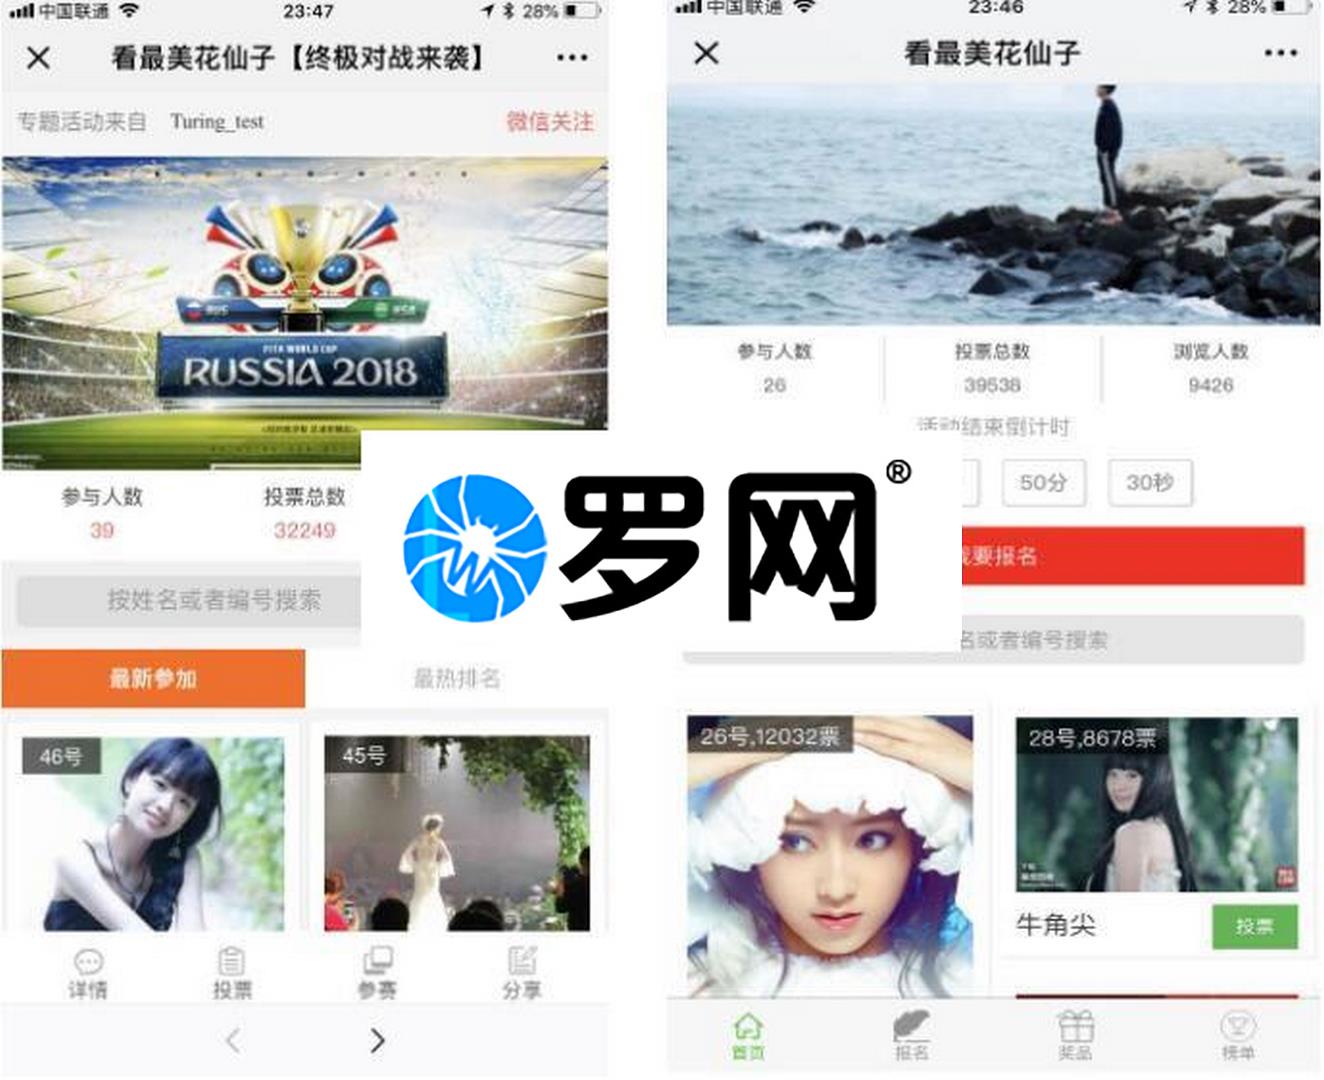 中国联通
23:47
28%
看最美花仙子【终极对战来袭】
专题活动来自 Turing_test
微信关注
FIFA WORLD CUP
RUSSIA 2018
参与人数
39
投票总数
32249
按姓名或者编号搜索
最新参加
最热排名
46号
45号
详情
投票
参赛
分享
罗网®
中国联通
23:46
28%
看最美花仙子
参与人数
26
投票总数
39538
浏览人数
9426
活动结束倒计时
50分
30秒
我要报名
名或者编号搜索
26号,12032票
28号,8678票
牛角尖
投票
首页
报名
奖品
榜单